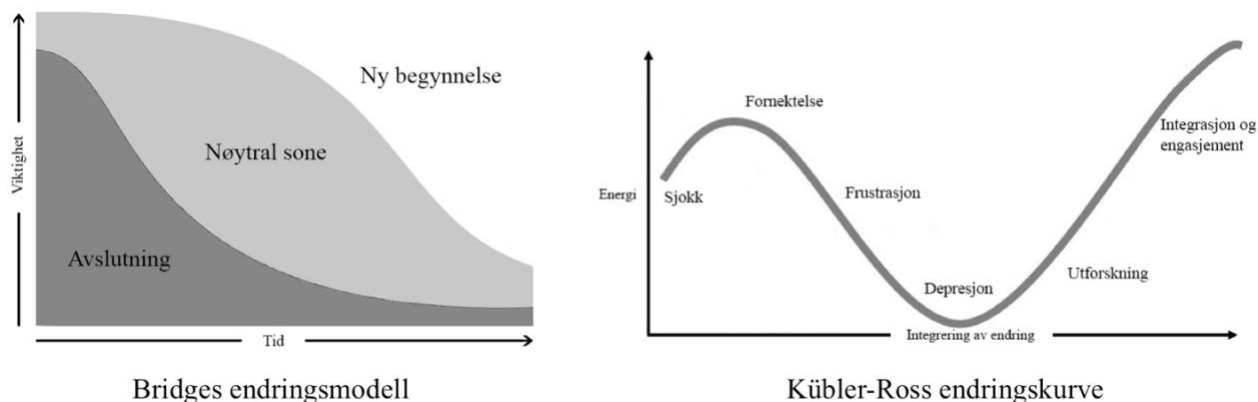 Viktighet
Ny begynnelse
Nøytral sone
Avslutning
Tid
Bridges endringsmodell
Energi
Fornektelse
Sjokk
Frustrasjon
Depresjon
Utforskning
Integrasjon og
engasjement
Integrering av endring
Kübler-Ross endringskurve